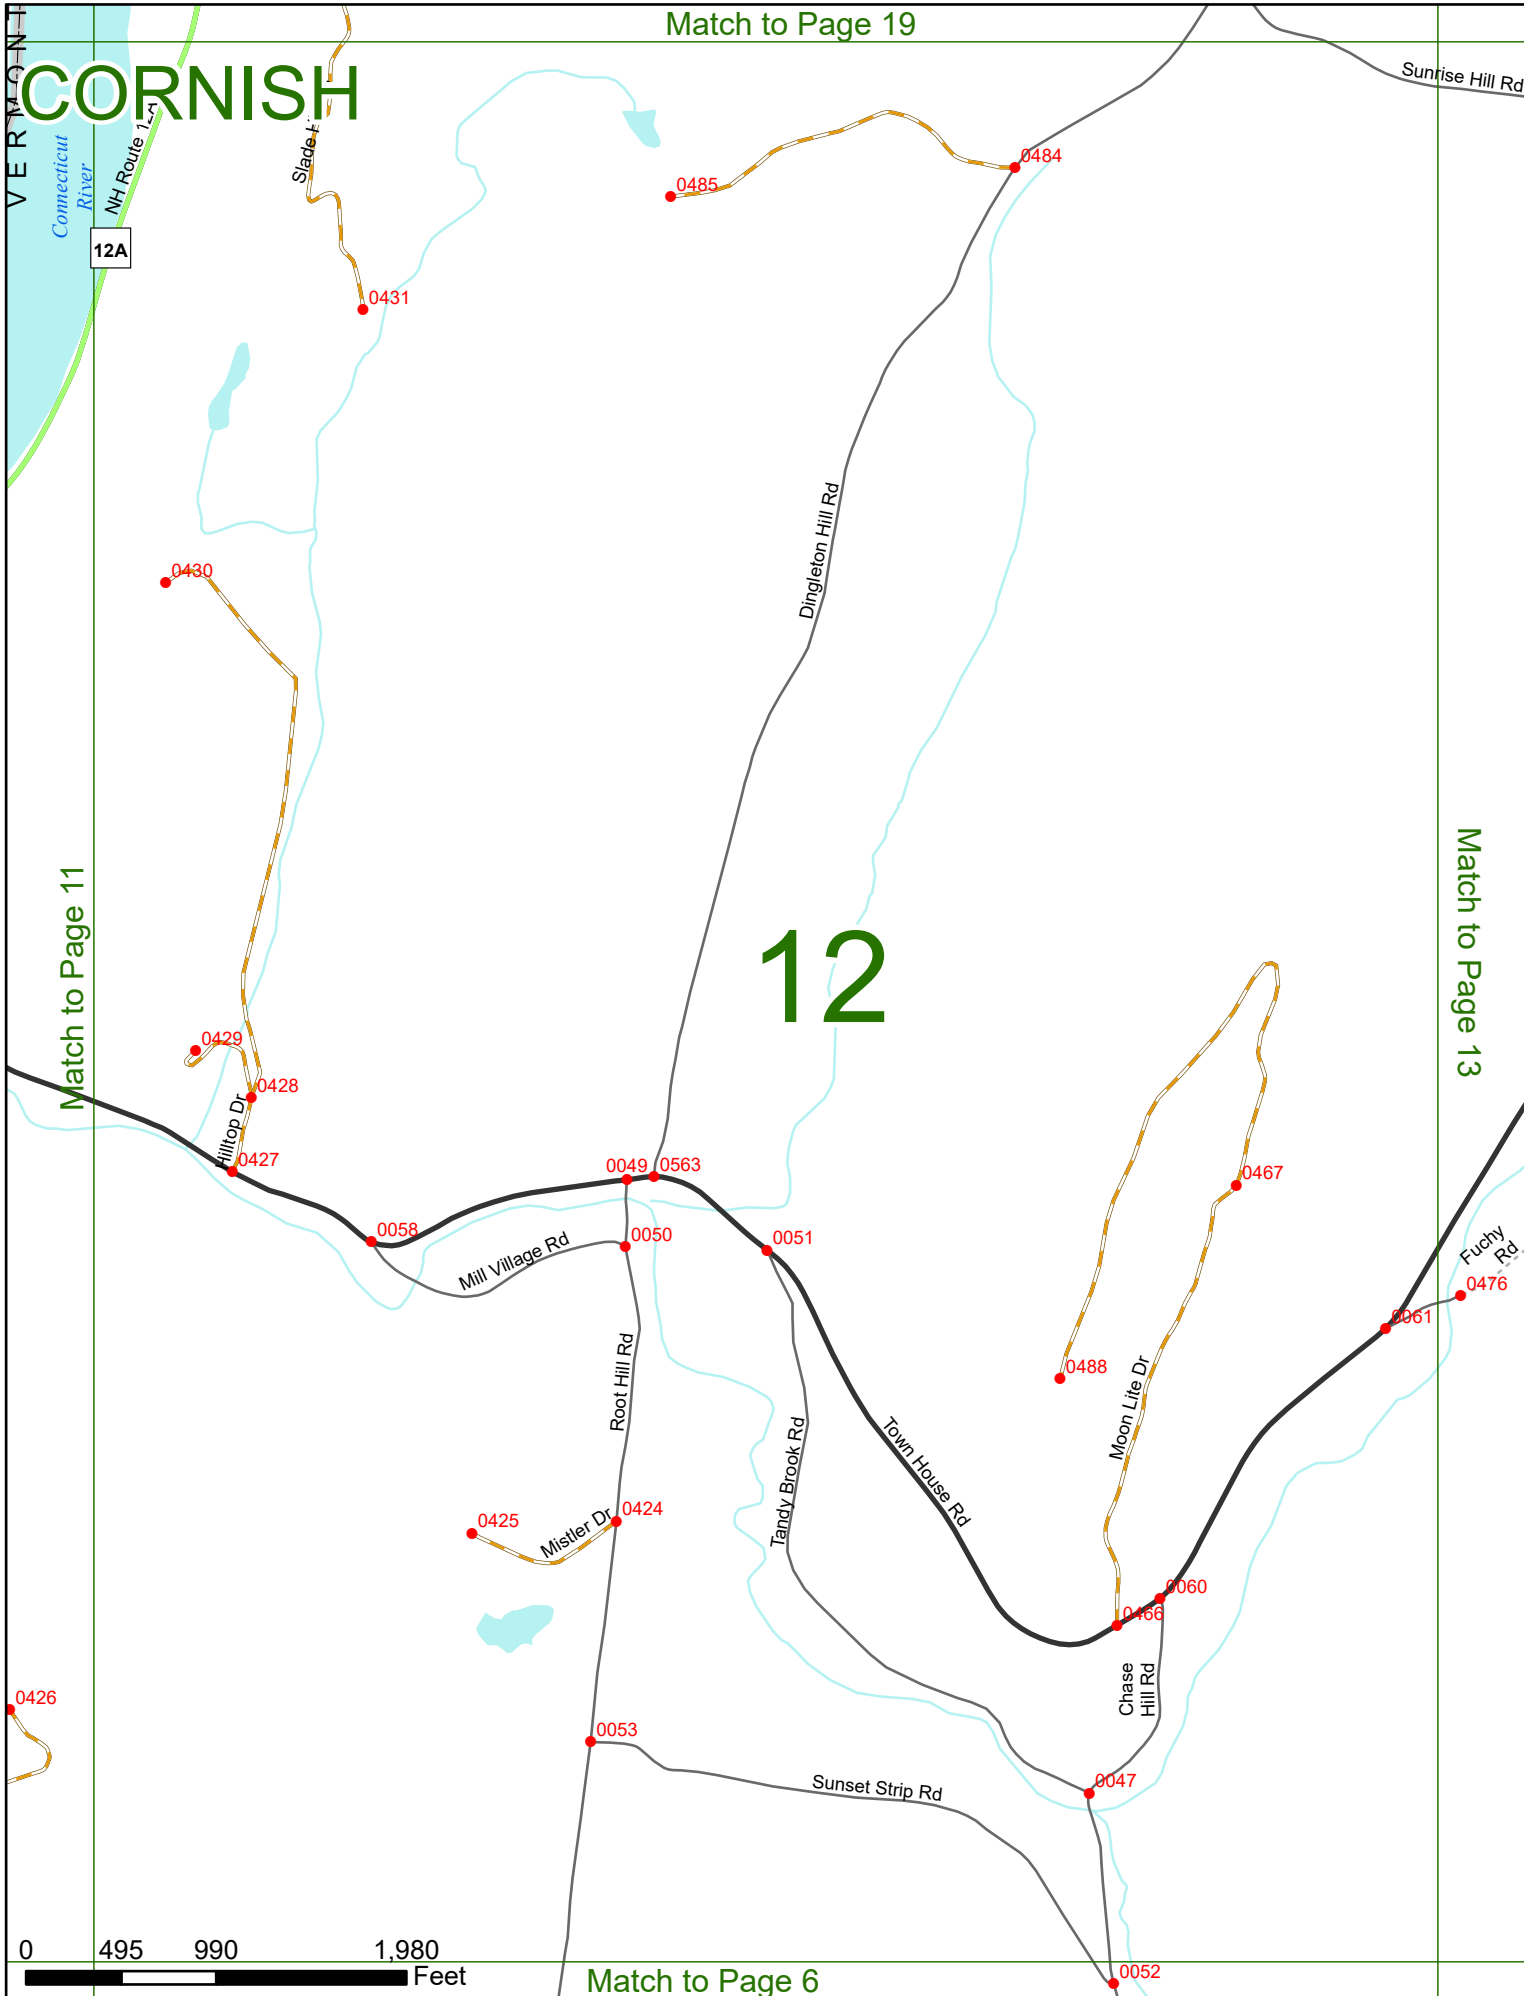 Match to Page 19
CORNISH
VERMONT
Connecticut
River
NH Route 12A
12A
Slade
Sunrise Hill Rd
0484
0485
0431
Dingleton Hill Rd
0430
Match to Page 11
12
Match to Page 13
0429
0428
Hilltop Dr
0427
0049
0563
0467
0058
0050
0051
Mill Village Rd
Fuchy
Rd
0476
0061
Root Hill Rd
0488
Moon Lite Dr
Tandy Brook Rd
Town House Rd
0425
Mistler Dr
0424
0060
0466
Chase
Hill Rd
0426
0053
Sunset Strip Rd
0047
0 495 990 1,980
Feet
Match to Page 6
0052